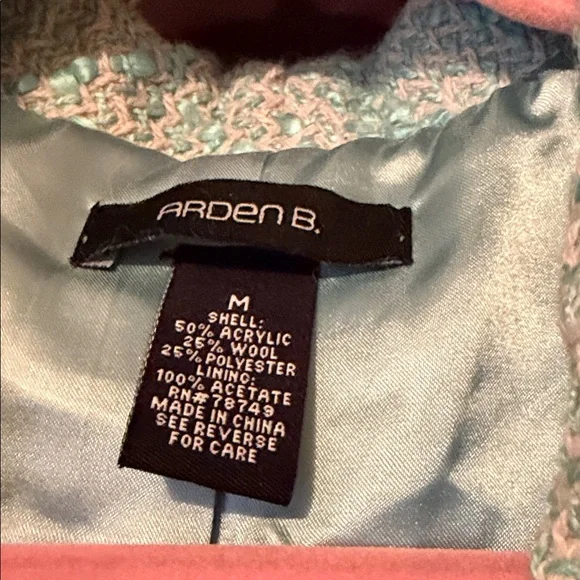 ARDEN B.
M
SHELL:
50% ACRYLIC
25% WOOL
25% POLYESTER
LINING:
100% ACETATE
RN# 78749
MADE IN CHINA
SEE REVERSE
FOR CARE